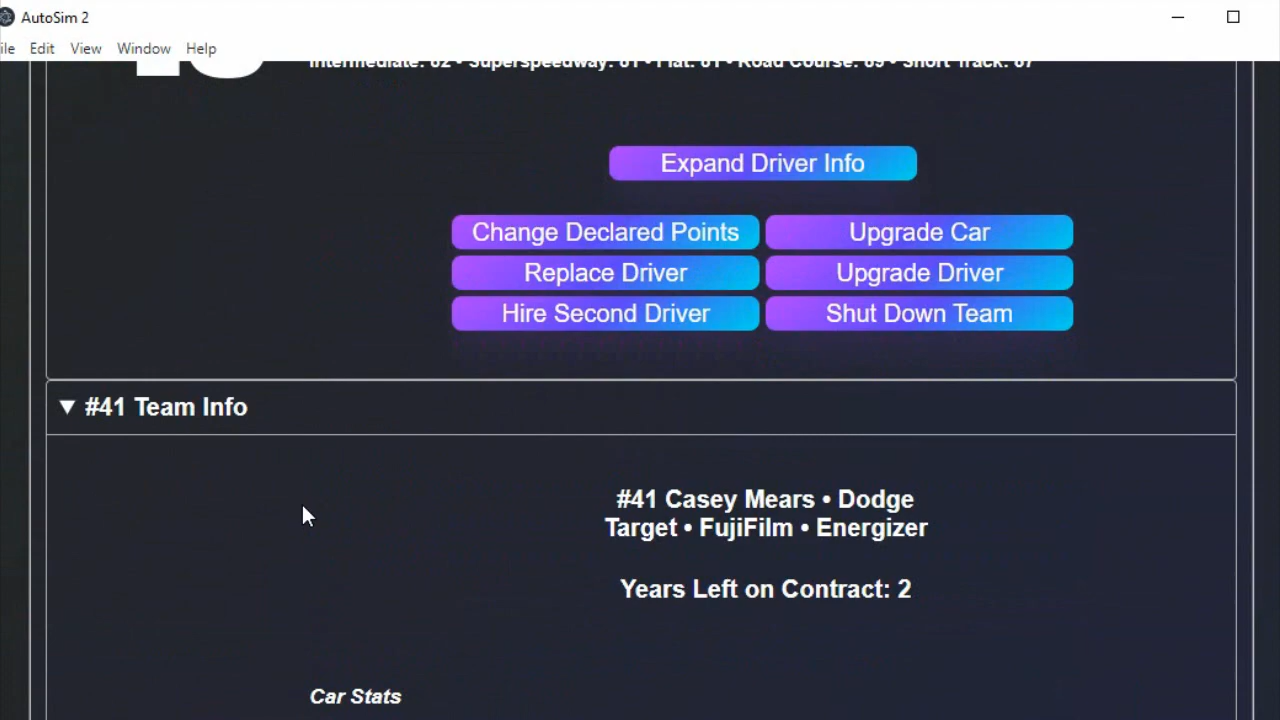 AutoSim 2
ile Edit View Window Help
Expand Driver Info
Change Declared Points Upgrade Car
Replace Driver Upgrade Driver
Hire Second Driver Shut Down Team
#41 Team Info
#41 Casey Mears • Dodge
Target • FujiFilm • Energizer
Years Left on Contract: 2
Car Stats